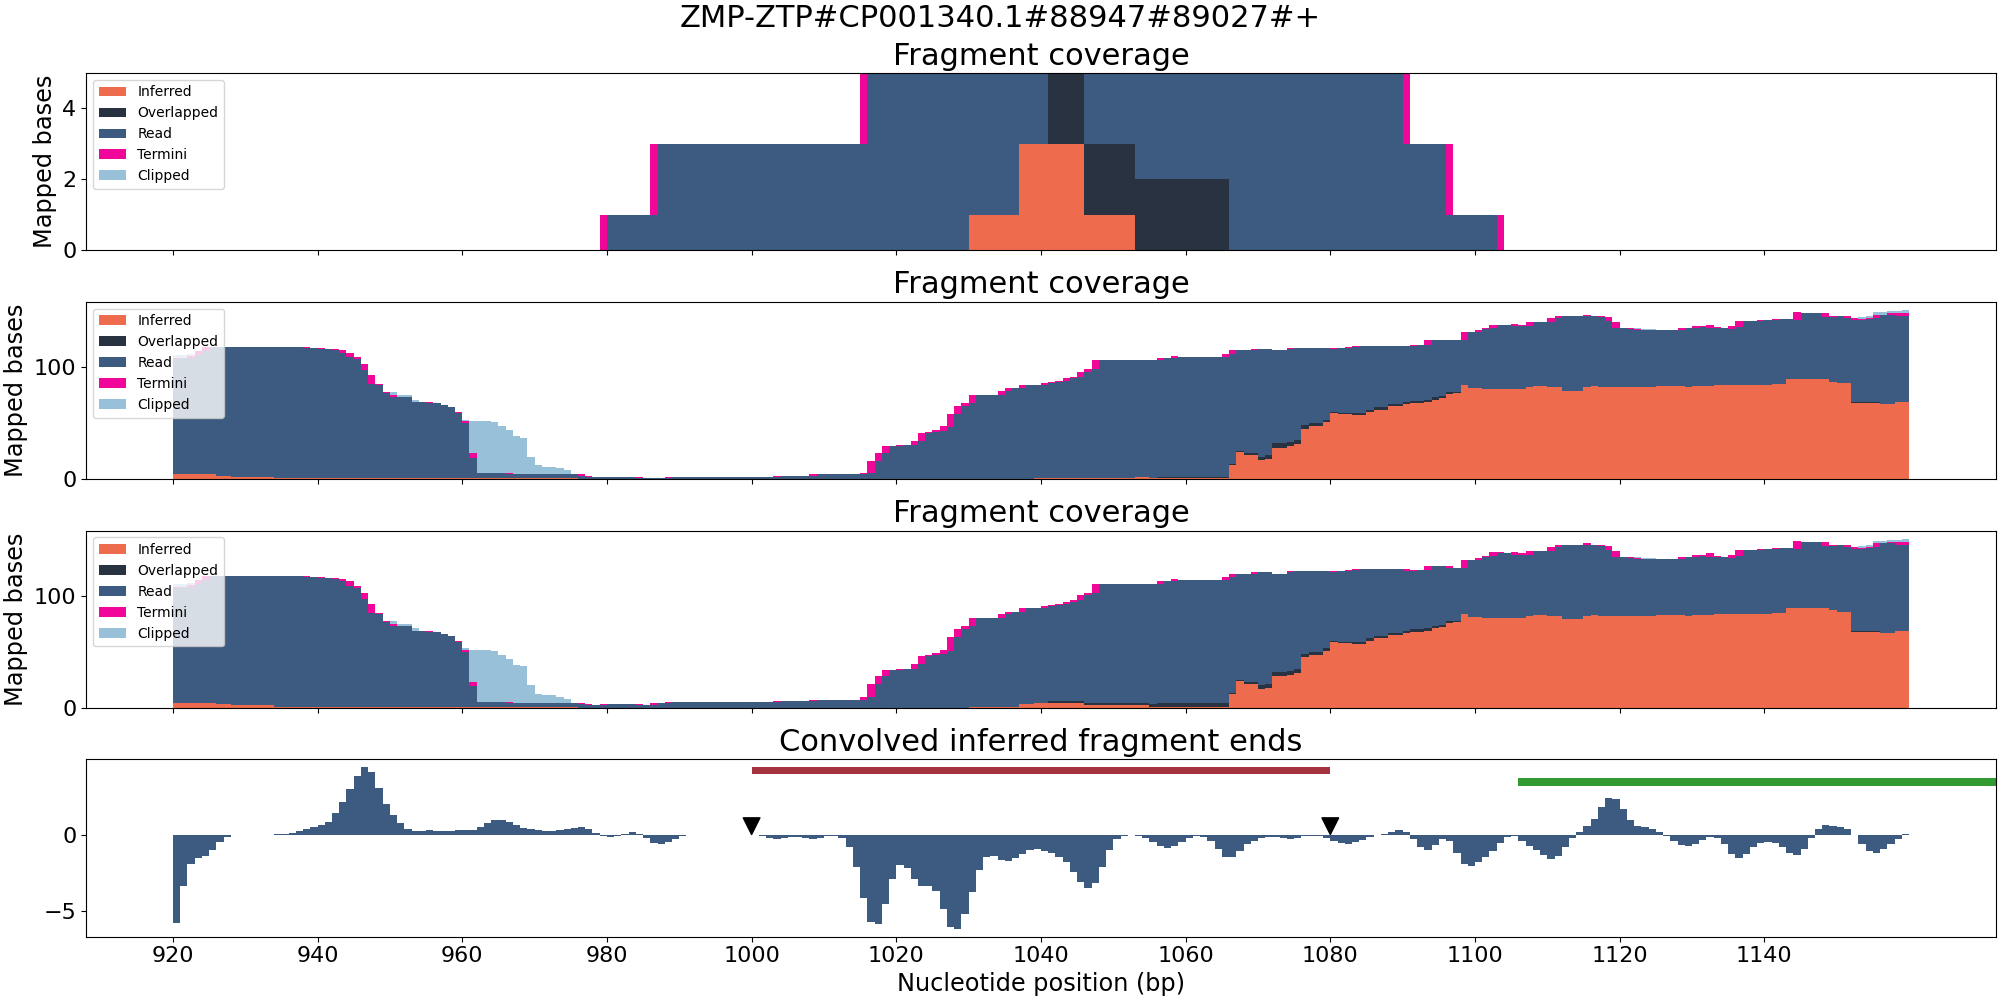 ZMP-ZTP#CP001340.1#88947#89027#+
Fragment coverage
Mapped bases
4
2
0
Inferred
Overlapped
Read
Termini
Clipped
Fragment coverage
Mapped bases
100
0
Inferred
Overlapped
Read
Termini
Clipped
Fragment coverage
Mapped bases
100
0
Inferred
Overlapped
Read
Termini
Clipped
Convolved inferred fragment ends
0
−5
920 940 960 980 1000 1020 1040 1060 1080 1100 1120 1140
Nucleotide position (bp)